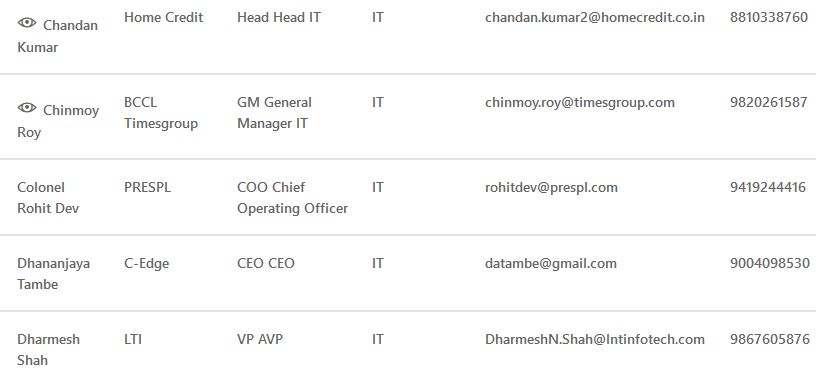 Chandan Kumar Home Credit Head Head IT IT chandan.kumar2@homecredit.co.in 8810338760
Chinmoy Roy BCCL Timesgroup GM General Manager IT IT chinmoy.roy@timesgroup.com 9820261587
Colonel Rohit Dev PRESPL COO Chief Operating Officer IT rohitdev@prespl.com 9419244416
Dhananjaya Tambe C-Edge CEO CEO IT datambe@gmail.com 9004098530
Dharmesh Shah LTI VP AVP IT DharmeshN.Shah@lntinfotech.com 9867605876